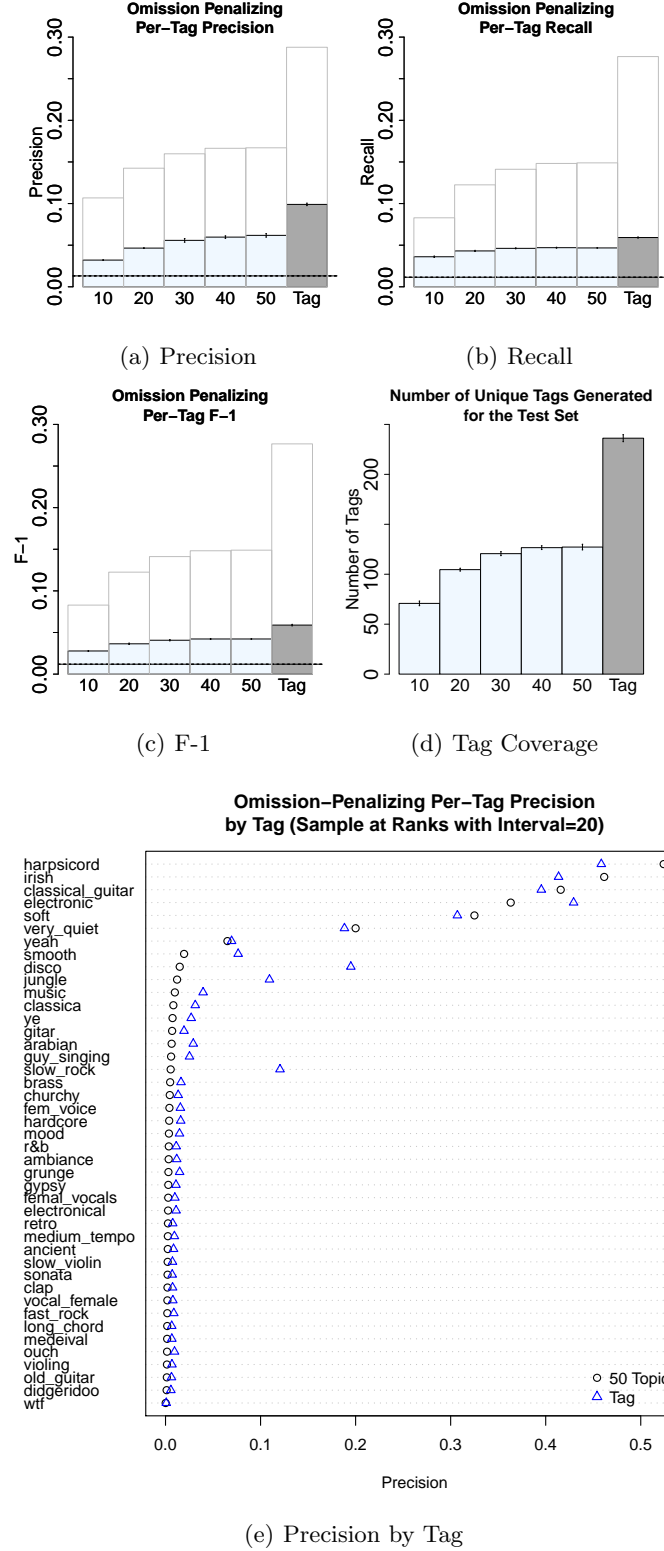 Omission Penalizing
Per−Tag Precision
Precision
0.00 0.10 0.20 0.30
10 20 30 40 50 Tag
(a) Precision
Omission Penalizing
Per−Tag Recall
Recall
0.00 0.10 0.20 0.30
10 20 30 40 50 Tag
(b) Recall
Omission Penalizing
Per−Tag F−1
F−1
0.00 0.10 0.20 0.30
10 20 30 40 50 Tag
(c) F-1
Number of Unique Tags Generated
for the Test Set
Number of Tags
0 50 100 200
10 20 30 40 50 Tag
(d) Tag Coverage
Omission−Penalizing Per−Tag Precision
by Tag (Sample at Ranks with Interval=20)
harpsicord
irish
classical_guitar
electronic
soft
very_quiet
yeah
smooth
disco
jungle
music
classica
ye
gitar
arabian
guy_singing
slow_rock
brass
churchy
fem_voice
hardcore
mood
r&b
ambiance
grunge
gypsy
femal_vocals
electronical
retro
medium_tempo
ancient
slow_violin
sonata
clap
vocal_female
fast_rock
long_chord
medeival
ouch
violing
old_guitar
didgeridoo
wtf
50 Topic
Tag
0.0 0.1 0.2 0.3 0.4 0.5
Precision
(e) Precision by Tag